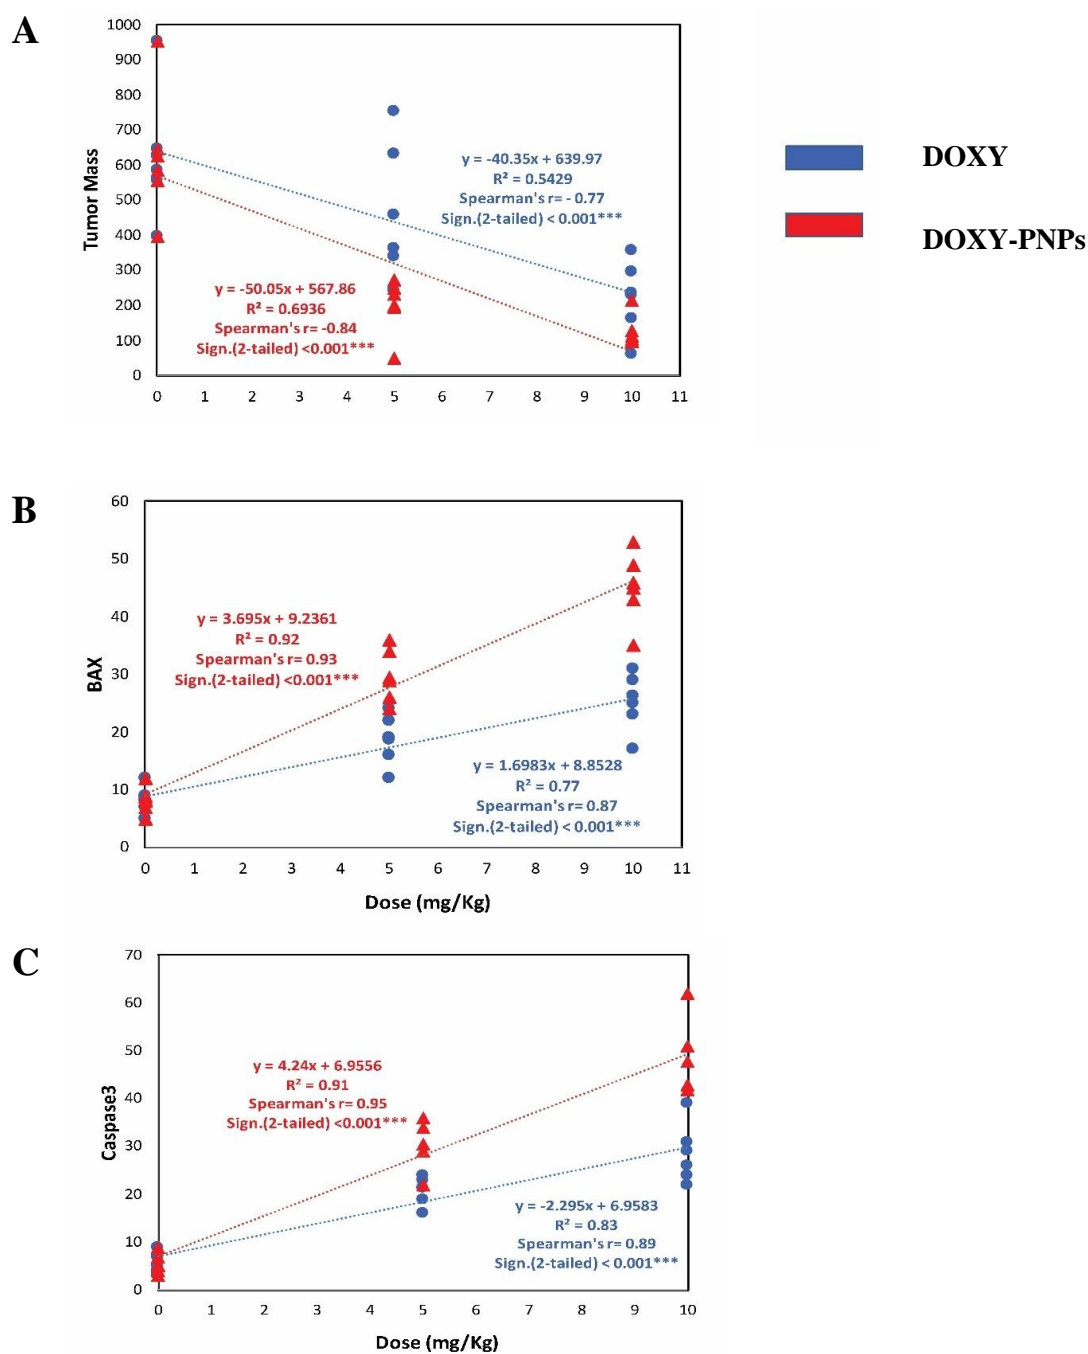 A
1000
900
800
700
600
500
400
300
200
100
0
Tumor Mass
y = -40.35x + 639.97
R² = 0.5429
Spearman's r= - 0.77
Sign.(2-tailed) < 0.001***
y = -50.05x + 567.86
R² = 0.6936
Spearman's r= -0.84
Sign.(2-tailed) <0.001***
0 1 2 3 4 5 6 7 8 9 10 11
DOXY
DOXY-PNPs
B
60
50
40
30
20
10
0
BAX
y = 3.695x + 9.2361
R² = 0.92
Spearman's r= 0.93
Sign.(2-tailed) <0.001***
y = 1.6983x + 8.8528
R² = 0.77
Spearman's r= 0.87
Sign.(2-tailed) < 0.001***
0 1 2 3 4 5 6 7 8 9 10 11
Dose (mg/Kg)
C
70
60
50
40
30
20
10
0
Caspase3
y = 4.24x + 6.9556
R² = 0.91
Spearman's r= 0.95
Sign.(2-tailed) <0.001***
y = -2.295x + 6.9583
R² = 0.83
Spearman's r= 0.89
Sign.(2-tailed) < 0.001***
0 1 2 3 4 5 6 7 8 9 10
Dose (mg/Kg)